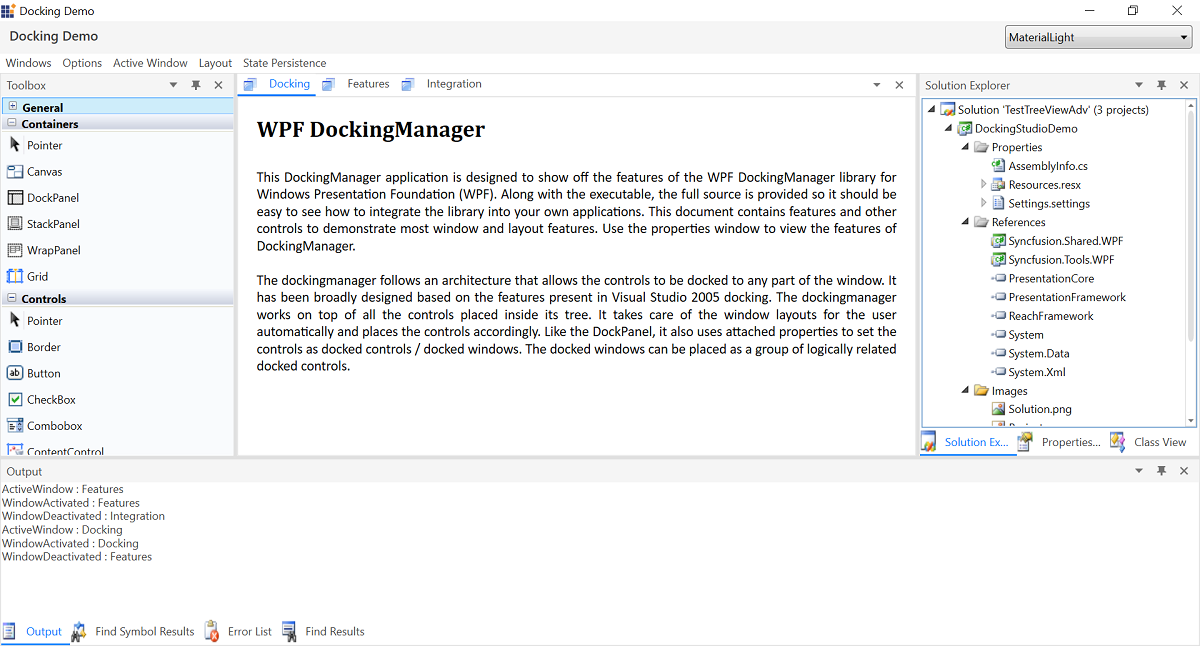 Docking Demo
Docking Demo
MaterialLight
Windows Options Active Window Layout State Persistence
Toolbox
General
Containers
Pointer
Canvas
DockPanel
StackPanel
WrapPanel
Grid
Controls
Pointer
Border
ab Button
CheckBox
Combobox
ContentControl
Docking Features Integration
WPF DockingManager
This DockingManager application is designed to show off the features of the WPF DockingManager library for
Windows Presentation Foundation (WPF). Along with the executable, the full source is provided so it should be
easy to see how to integrate the library into your own applications. This document contains features and other
controls to demonstrate most window and layout features. Use the properties window to view the features of
DockingManager.
The dockingmanager follows an architecture that allows the controls to be docked to any part of the window. It
has been broadly designed based on the features present in Visual Studio 2005 docking. The dockingmanager
works on top of all the controls placed inside its tree. It takes care of the window layouts for the user
automatically and places the controls accordingly. Like the DockPanel, it also uses attached properties to set the
controls as docked controls / docked windows. The docked windows can be placed as a group of logically related
docked controls.
Solution Explorer
Solution 'TestTreeViewAdv' (3 projects)
DockingStudioDemo
Properties
AssemblyInfo.cs
Resources.resx
Settings.settings
References
Syncfusion.Shared.WPF
Syncfusion.Tools.WPF
PresentationCore
PresentationFramework
ReachFramework
System
System.Data
System.Xml
Images
Solution.png
Solution Ex... Properties... Class View
Output
ActiveWindow : Features
WindowActivated : Features
WindowDeactivated : Integration
ActiveWindow : Docking
WindowActivated : Docking
WindowDeactivated : Features
Output Find Symbol Results Error List Find Results